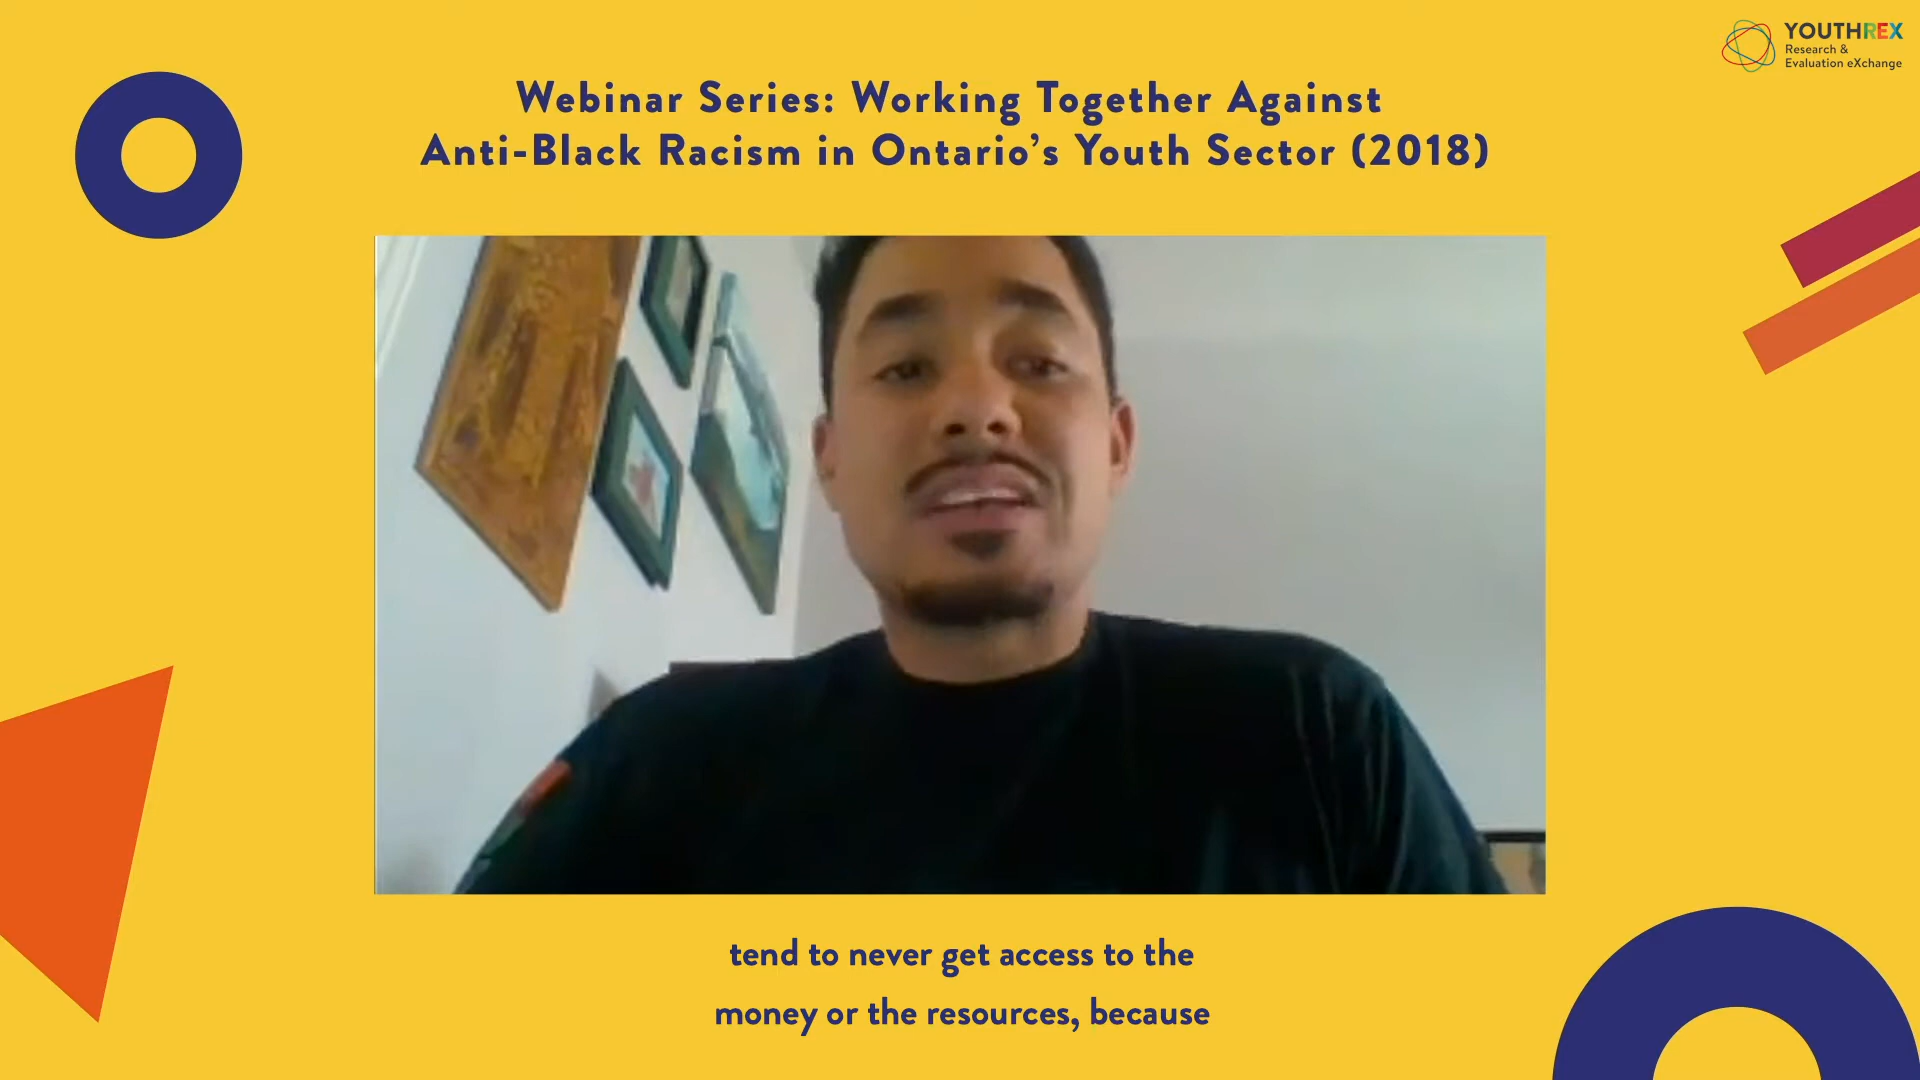 YOUTHREX
Research &
Evaluation eXchange
Webinar Series: Working Together Against
Anti-Black Racism in Ontario’s Youth Sector (2018)
tend to never get access to the
money or the resources, because